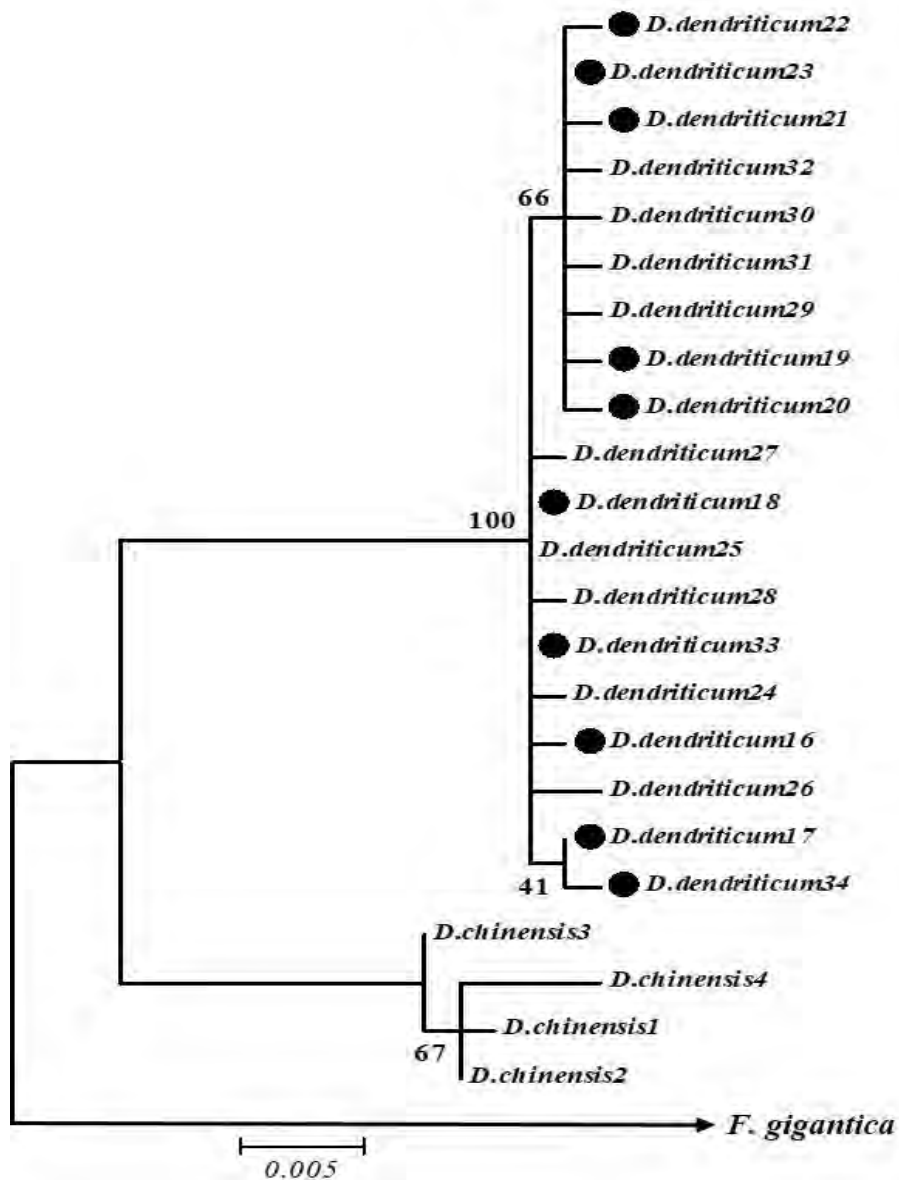 D.dendriticum22
D.dendriticum23
D.dendriticum21
D.dendriticum32
66
D.dendriticum30
D.dendriticum31
D.dendriticum29
D.dendriticum19
D.dendriticum20
D.dendriticum27
D.dendriticum18
100
D.dendriticum25
D.dendriticum28
D.dendriticum33
D.dendriticum24
D.dendriticum16
D.dendriticum26
D.dendriticum17
41
D.dendriticum34
D.chinensis3
D.chinensis4
D.chinensis1
67
D.chinensis2
F. gigantica
0.005